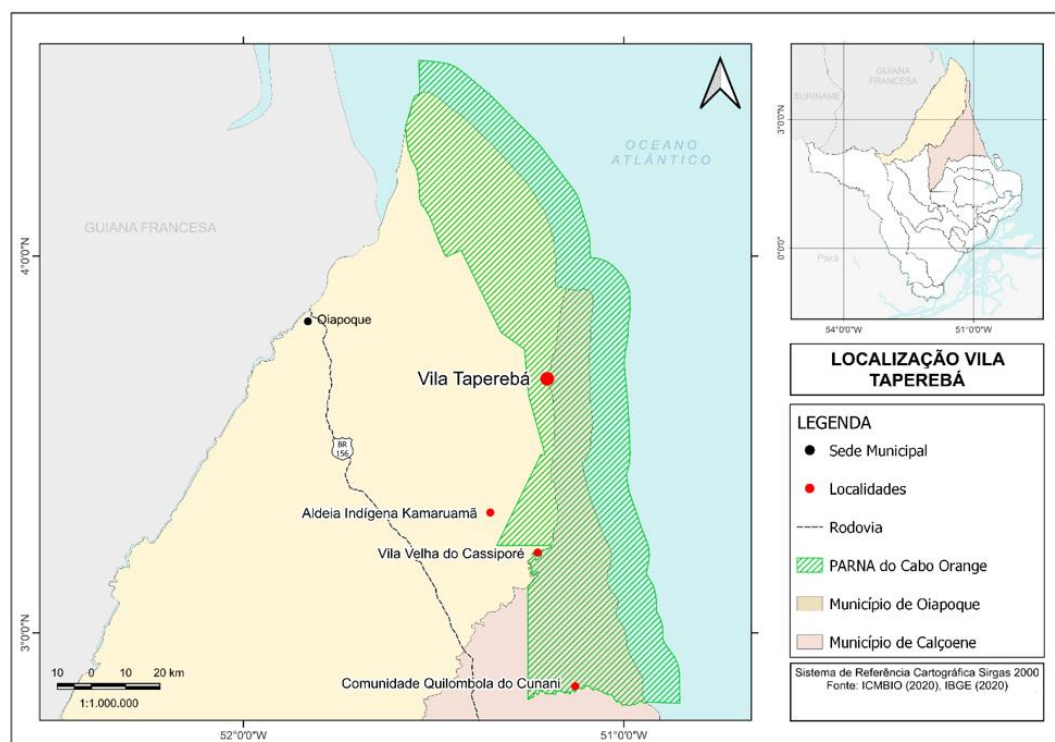 GUIANA FRANCESA
OCEANO
ATLÂNTICO
4°0'0"N
Oiapoque
Vila Taperebá
BR
156
Aldeia Indígena Kamaruamã
Vila Velha do Cassiporé
3°0'0"N
Comunidade Quilombola do Cunani
10 0 10 20 km
1:1.000.000
52°0'0"W
51°0'0"W
GUIANA
FRANCESA
SURINAME
3°0'0"N
0°0'0"
Pará
54°0'0"W
51°0'0"W
LOCALIZAÇÃO VILA
TAPEREBÁ
LEGENDA
Sede Municipal
Localidades
Rodovia
PARNA do Cabo Orange
Município de Oiapoque
Município de Calçoene
Sistema de Referência Cartográfica Sirgas 2000
Fonte: ICMBIO (2020), IBGE (2020)